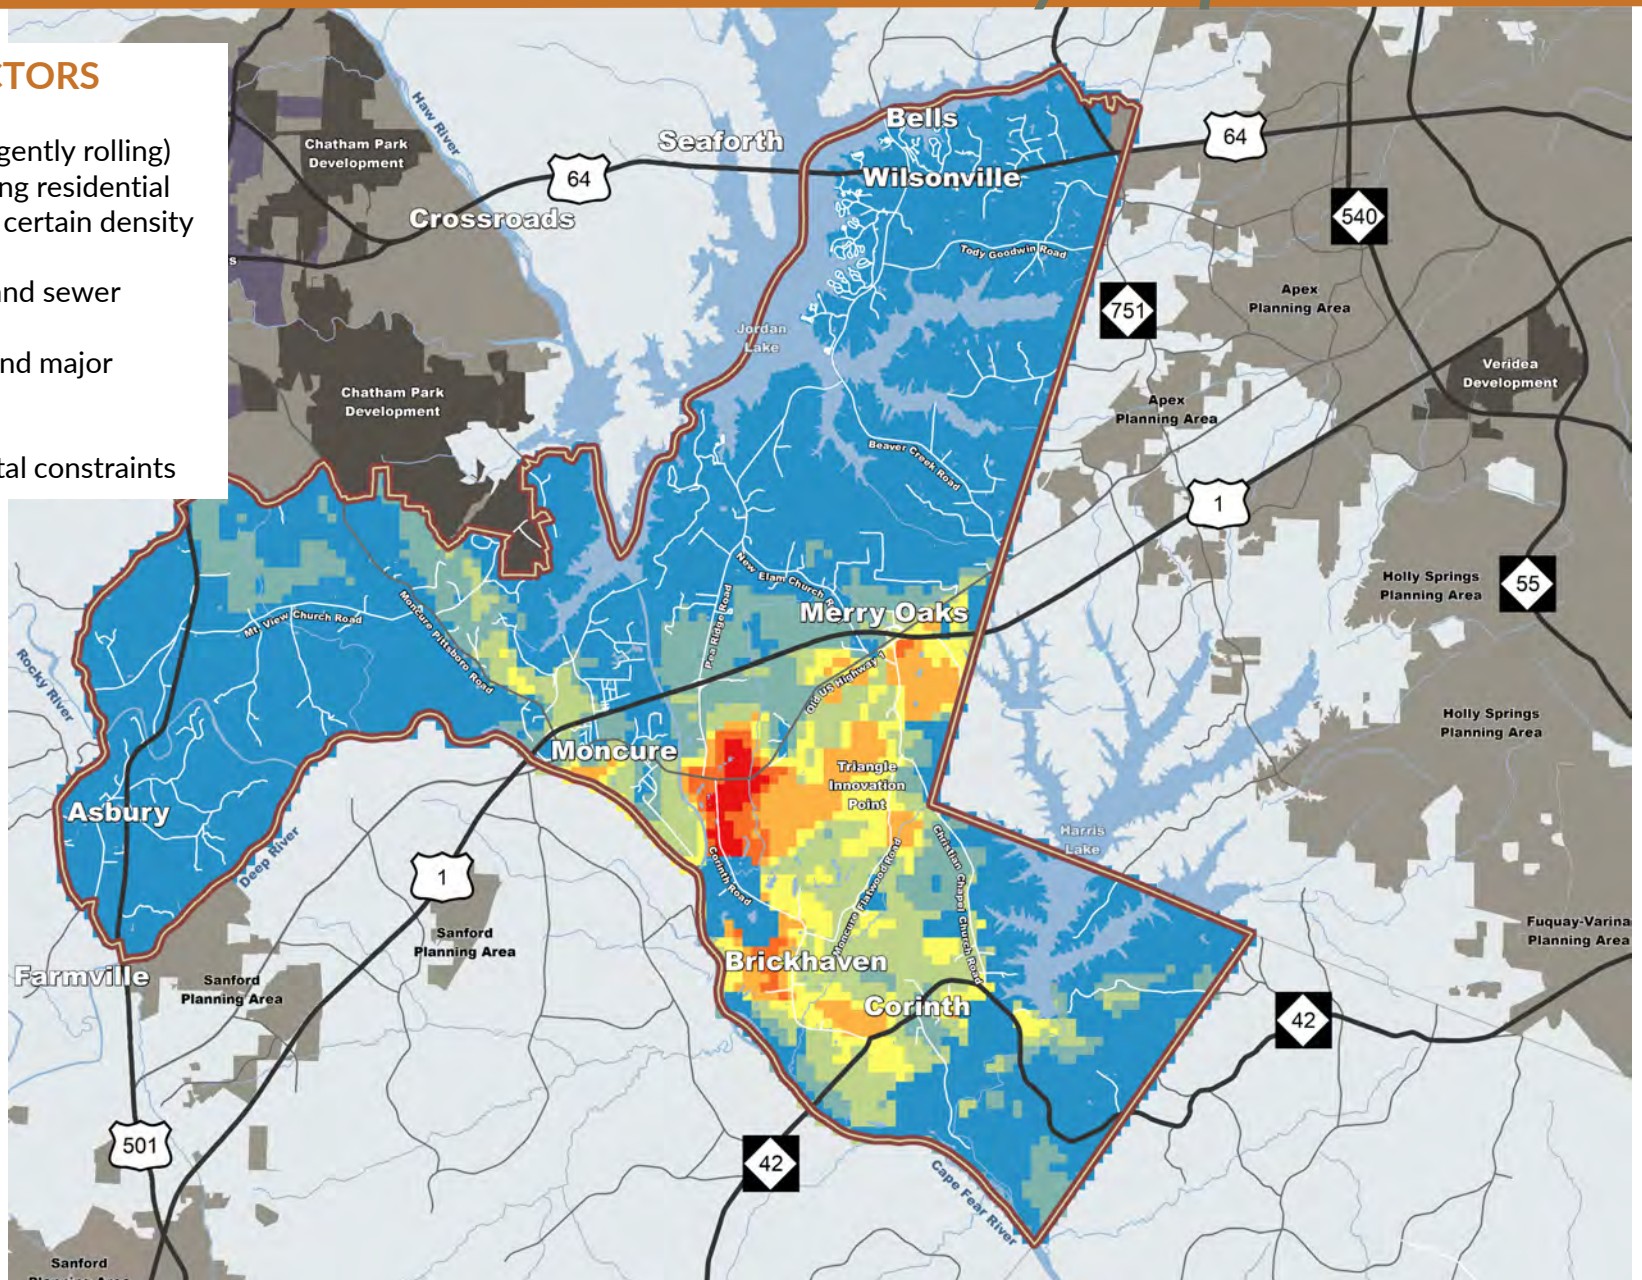 CTORS
gently rolling)
ng residential
certain density
and sewer
nd major
tal constraints
Haw River
Chatham Park
Development
Seaforth
64
Crossroads
Bells
Wilsonville
64
540
Tody Goodwin Road
751
Apex
Planning Area
Jordan
Lake
Chatham Park
Development
Veridea
Development
Apex
Planning Area
Beaver Creek Road
1
Holly Springs
Planning Area
55
New Elam Church
Merry Oaks
Pea Ridge Road
Moncure Pittsboro Road
Mt View Church Road
Rocky River
Old US Highway 1
Holly Springs
Planning Area
Moncure
Triangle
Innovation
Point
Asbury
Harris
Lake
Deep River
1
Corinth Road
Moncure Flatwood Road
Christian Chapel Church Road
Sanford
Planning Area
Fuquay-Varina
Planning Area
Brickhaven
Farmville
Sanford
Planning Area
Corinth
42
501
42
Cape Fear River
Sanford
Planning Area